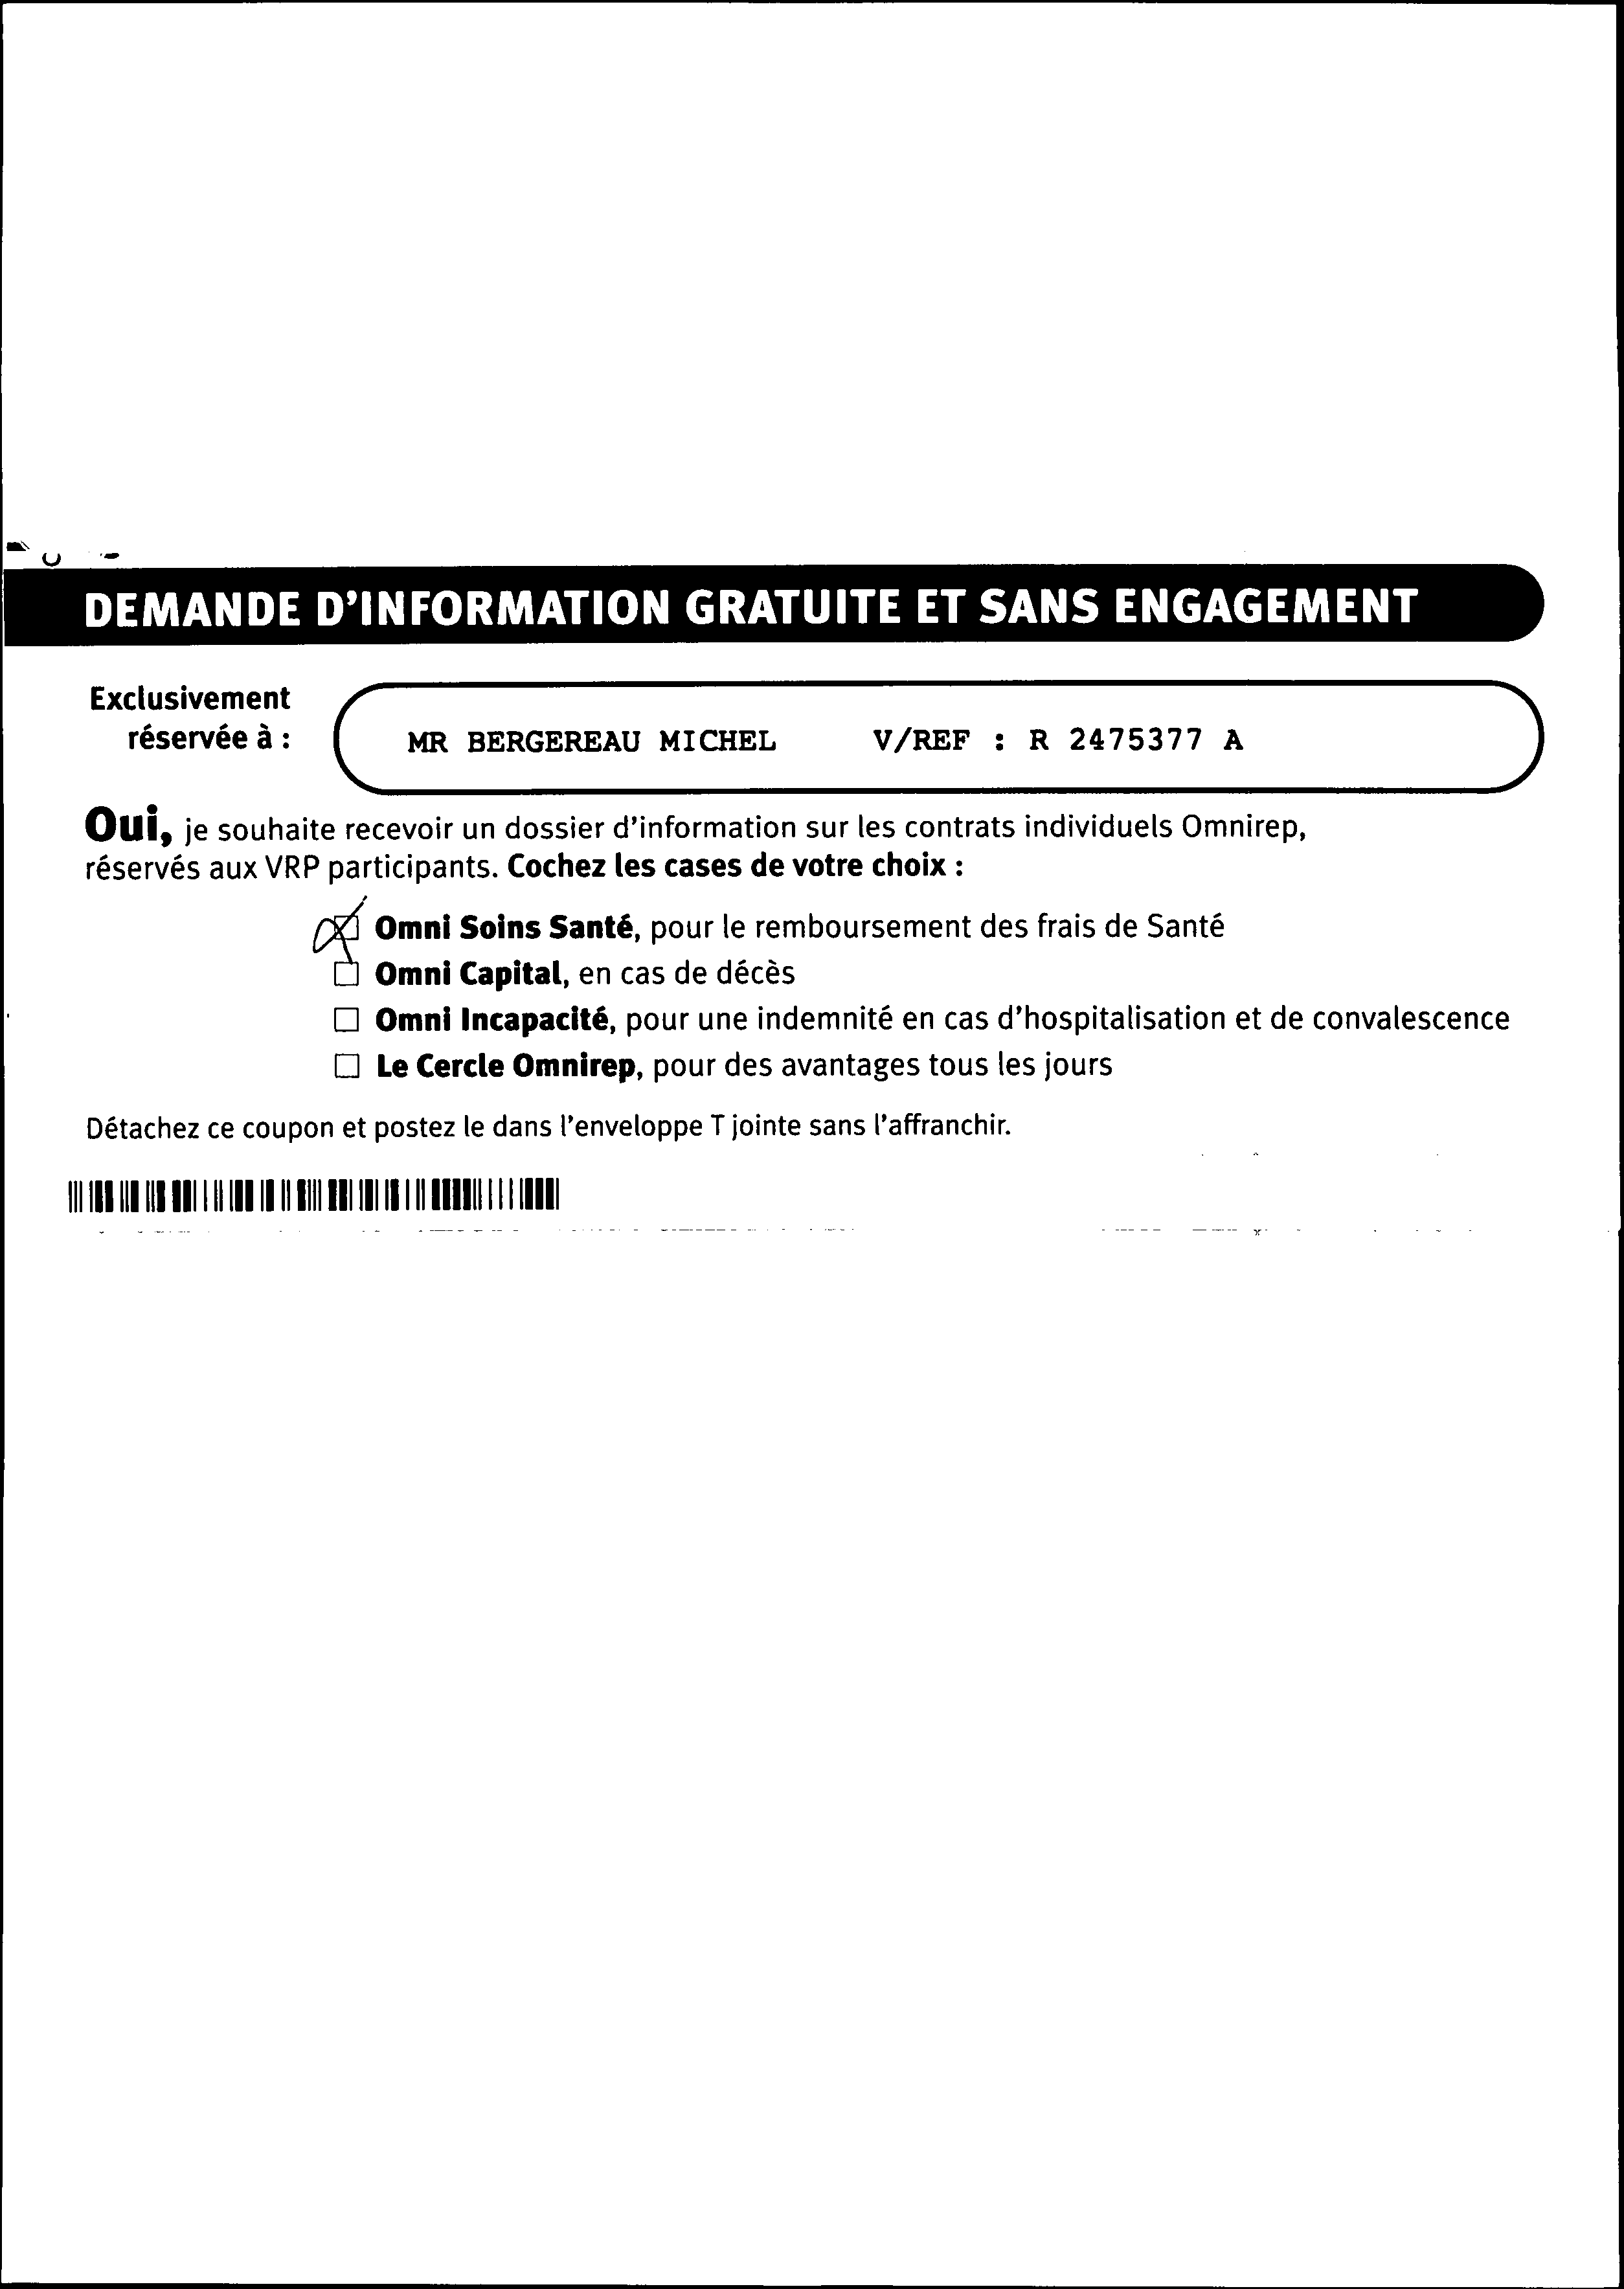 DEMANDE D'INFORMATION GRATUITE ET SANS ENGAGEMENT
Exclusivement
réservée à :
MR BERGEREAU MICHEL V/REF : R 2475377 A
Oui, je souhaite recevoir un dossier d'information sur les contrats individuels Omnirep,
réservés aux VRP participants. Cochez les cases de votre choix :
Omni Soins Santé, pour le remboursement des frais de Santé
Omni Capital, en cas de décès
Omni Incapacité, pour une indemnité en cas d'hospitalisation et de convalescence
Le Cercle Omnirep, pour des avantages tous les jours
Détachez ce coupon et postez le dans l'enveloppe T jointe sans l'affranchir.